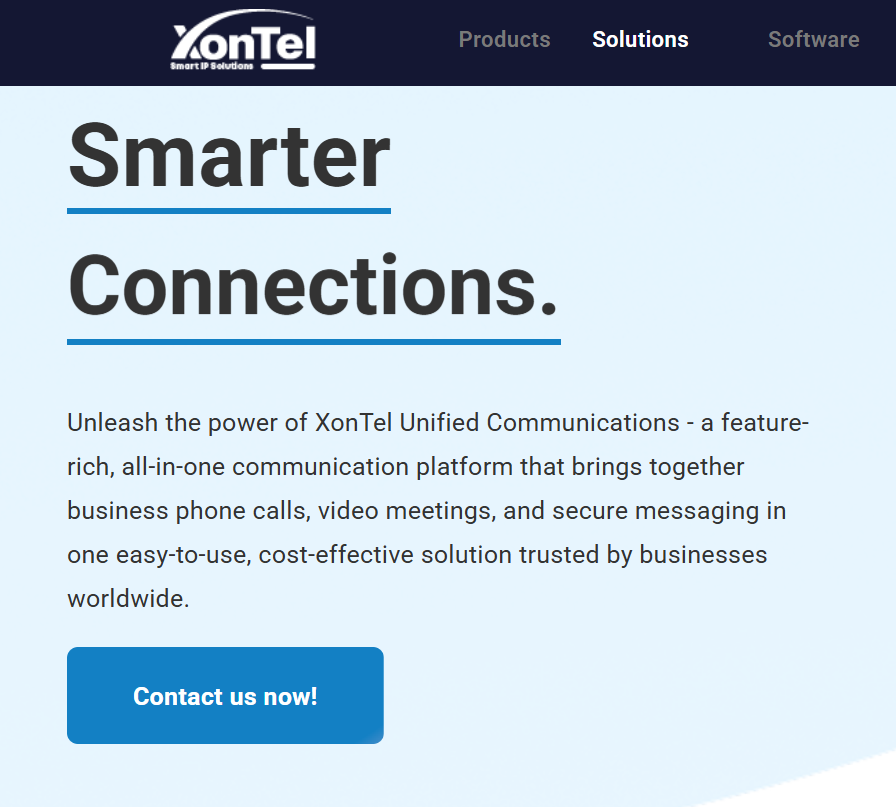 XonTel
Smart IP Solutions
Products Solutions Software
Smarter
Connections.
Unleash the power of XonTel Unified Communications - a feature-
rich, all-in-one communication platform that brings together
business phone calls, video meetings, and secure messaging in
one easy-to-use, cost-effective solution trusted by businesses
worldwide.
Contact us now!